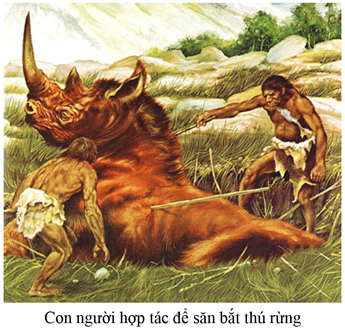 Con người hợp tác để săn bắt thú rừng